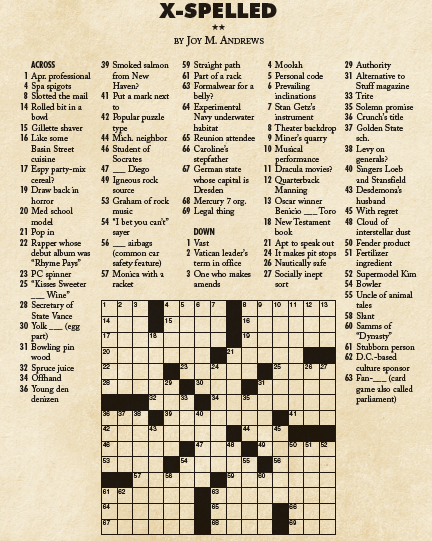 X-SPELLED
★★
BY JOY M. ANDREWS
ACROSS
1 Apr. professional
4 Spa spigots
8 Slotted the mail
14 Rolled bit in a
bowl
15 Gillette shaver
16 Like some
Basin Street
cuisine
17 Espy party-mix
cereal?
19 Draw back in
horror
20 Med school
model
21 Pop in
22 Rapper whose
debut album was
"Rhyme Pays"
23 PC spinner
25 "Kisses Sweeter
___ Wine"
28 Secretary of
State Vance
30 Yolk ___ (egg
part)
31 Bowling pin
wood
32 Spruce juice
34 Offhand
36 Young den
denizen
39 Smoked salmon
from New
Haven?
41 Put a mark next
to
42 Popular puzzle
type
44 Mich. neighbor
46 Student of
Socrates
47 ___ Diego
49 Igneous rock
source
53 Graham of rock
music
54 "I bet you can't"
sayer
56 ___ airbags
(common car
safety feature)
57 Monica with a
racket
59 Straight path
61 Part of a rack
63 Formalwear for a
belly?
64 Experimental
Navy underwater
habitat
65 Reunion attendee
66 Caroline's
stepfather
67 German state
whose capital is
Dresden
68 Mercury 7 org.
69 Legal thing
DOWN
1 Vast
2 Vatican leader's
term in office
3 One who makes
amends
4 Moolah
5 Personal code
6 Prevailing
inclinations
7 Stan Getz's
instrument
8 Theater backdrop
9 Miner's quarry
10 Musical
performance
11 Dracula movies?
12 Quarterback
Manning
13 Oscar winner
Benicio ___ Toro
18 New Testament
book
21 Apt to speak out
24 It makes pit stops
26 Nautically safe
27 Socially inept
sort
29 Authority
31 Alternative to
Stuff magazine
33 Trite
35 Solemn promise
36 Crunch's title
37 Golden State
sch.
38 Levy on
generals?
40 Singers Loeb
and Stansfield
43 Desdemona's
husband
45 With regret
48 Cloud of
interstellar dust
50 Fender product
51 Fertilizer
ingredient
52 Supermodel Kim
54 Bowler
55 Uncle of animal
tales
58 Slant
60 Samms of
"Dynasty"
61 Stubborn person
62 D.C.-based
culture sponsor
63 Fan-___ (card
game also called
parliament)
1 2 3 4 5 6 7 8 9 10 11 12 13
14 15 16
17 18 19
20 21
22 23 24 25 26 27
28 29 30 31
32 33 34 35
36 37 38 39 40 41
42 43 44 45
46 47 48 49 50 51 52
53 54 55 56
57 58 59 60
61 62 63
64 65 66
67 68 69